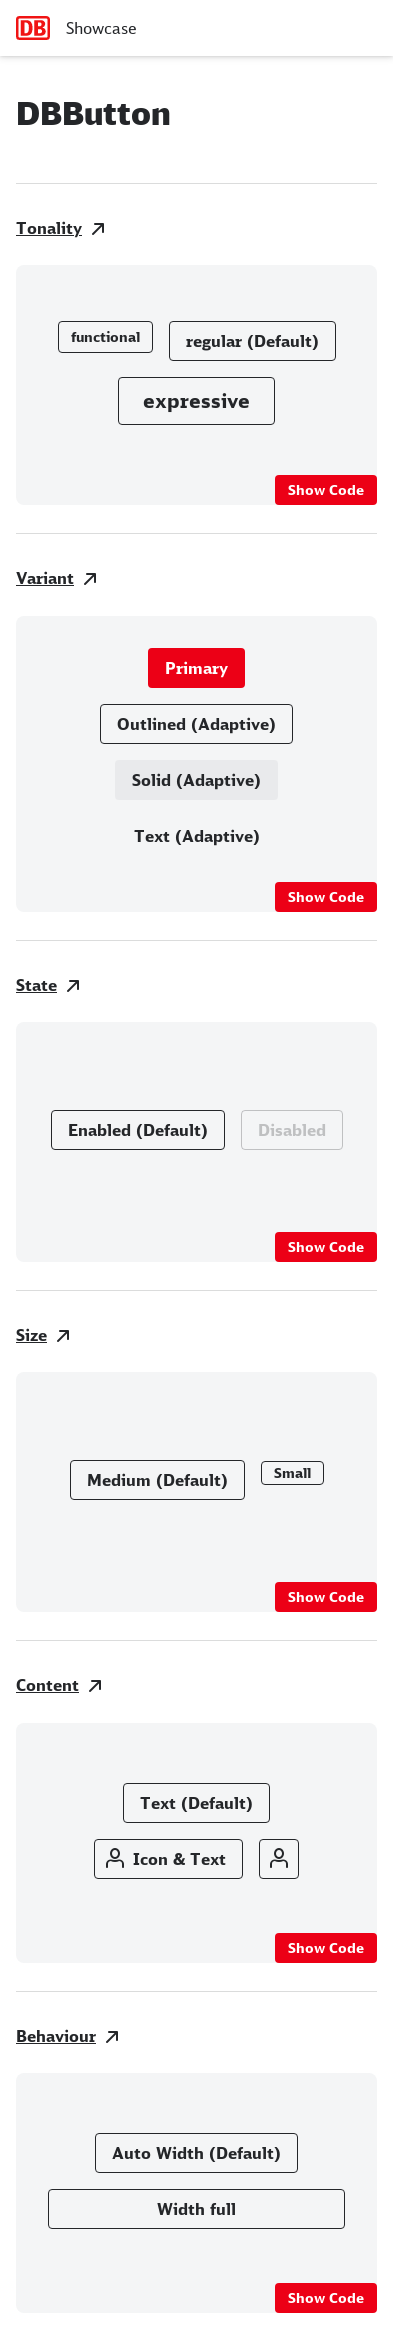 DB Showcase
DBButton
Tonality
functional regular (Default)
expressive
Show Code
Variant
Primary
Outlined (Adaptive)
Solid (Adaptive)
Text (Adaptive)
Show Code
State
Enabled (Default) Disabled
Show Code
Size
Medium (Default) Small
Show Code
Content
Text (Default)
Icon & Text
Show Code
Behaviour
Auto Width (Default)
Width full
Show Code